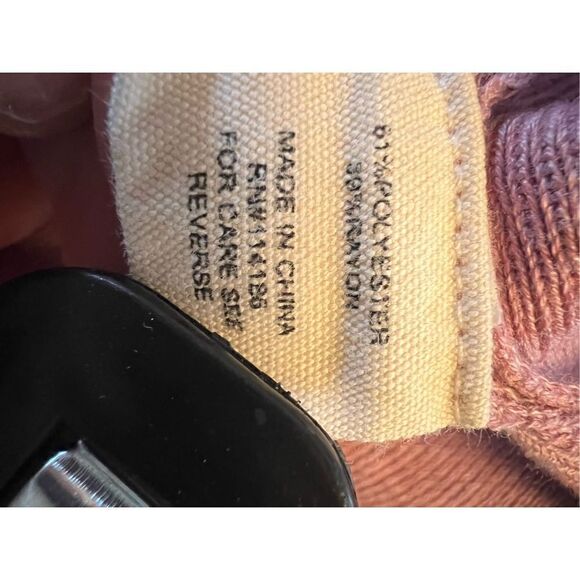 61%POLYESTER
39%RAYON
MADE IN CHINA
RN#114186
FOR CARE SEE
REVERSE